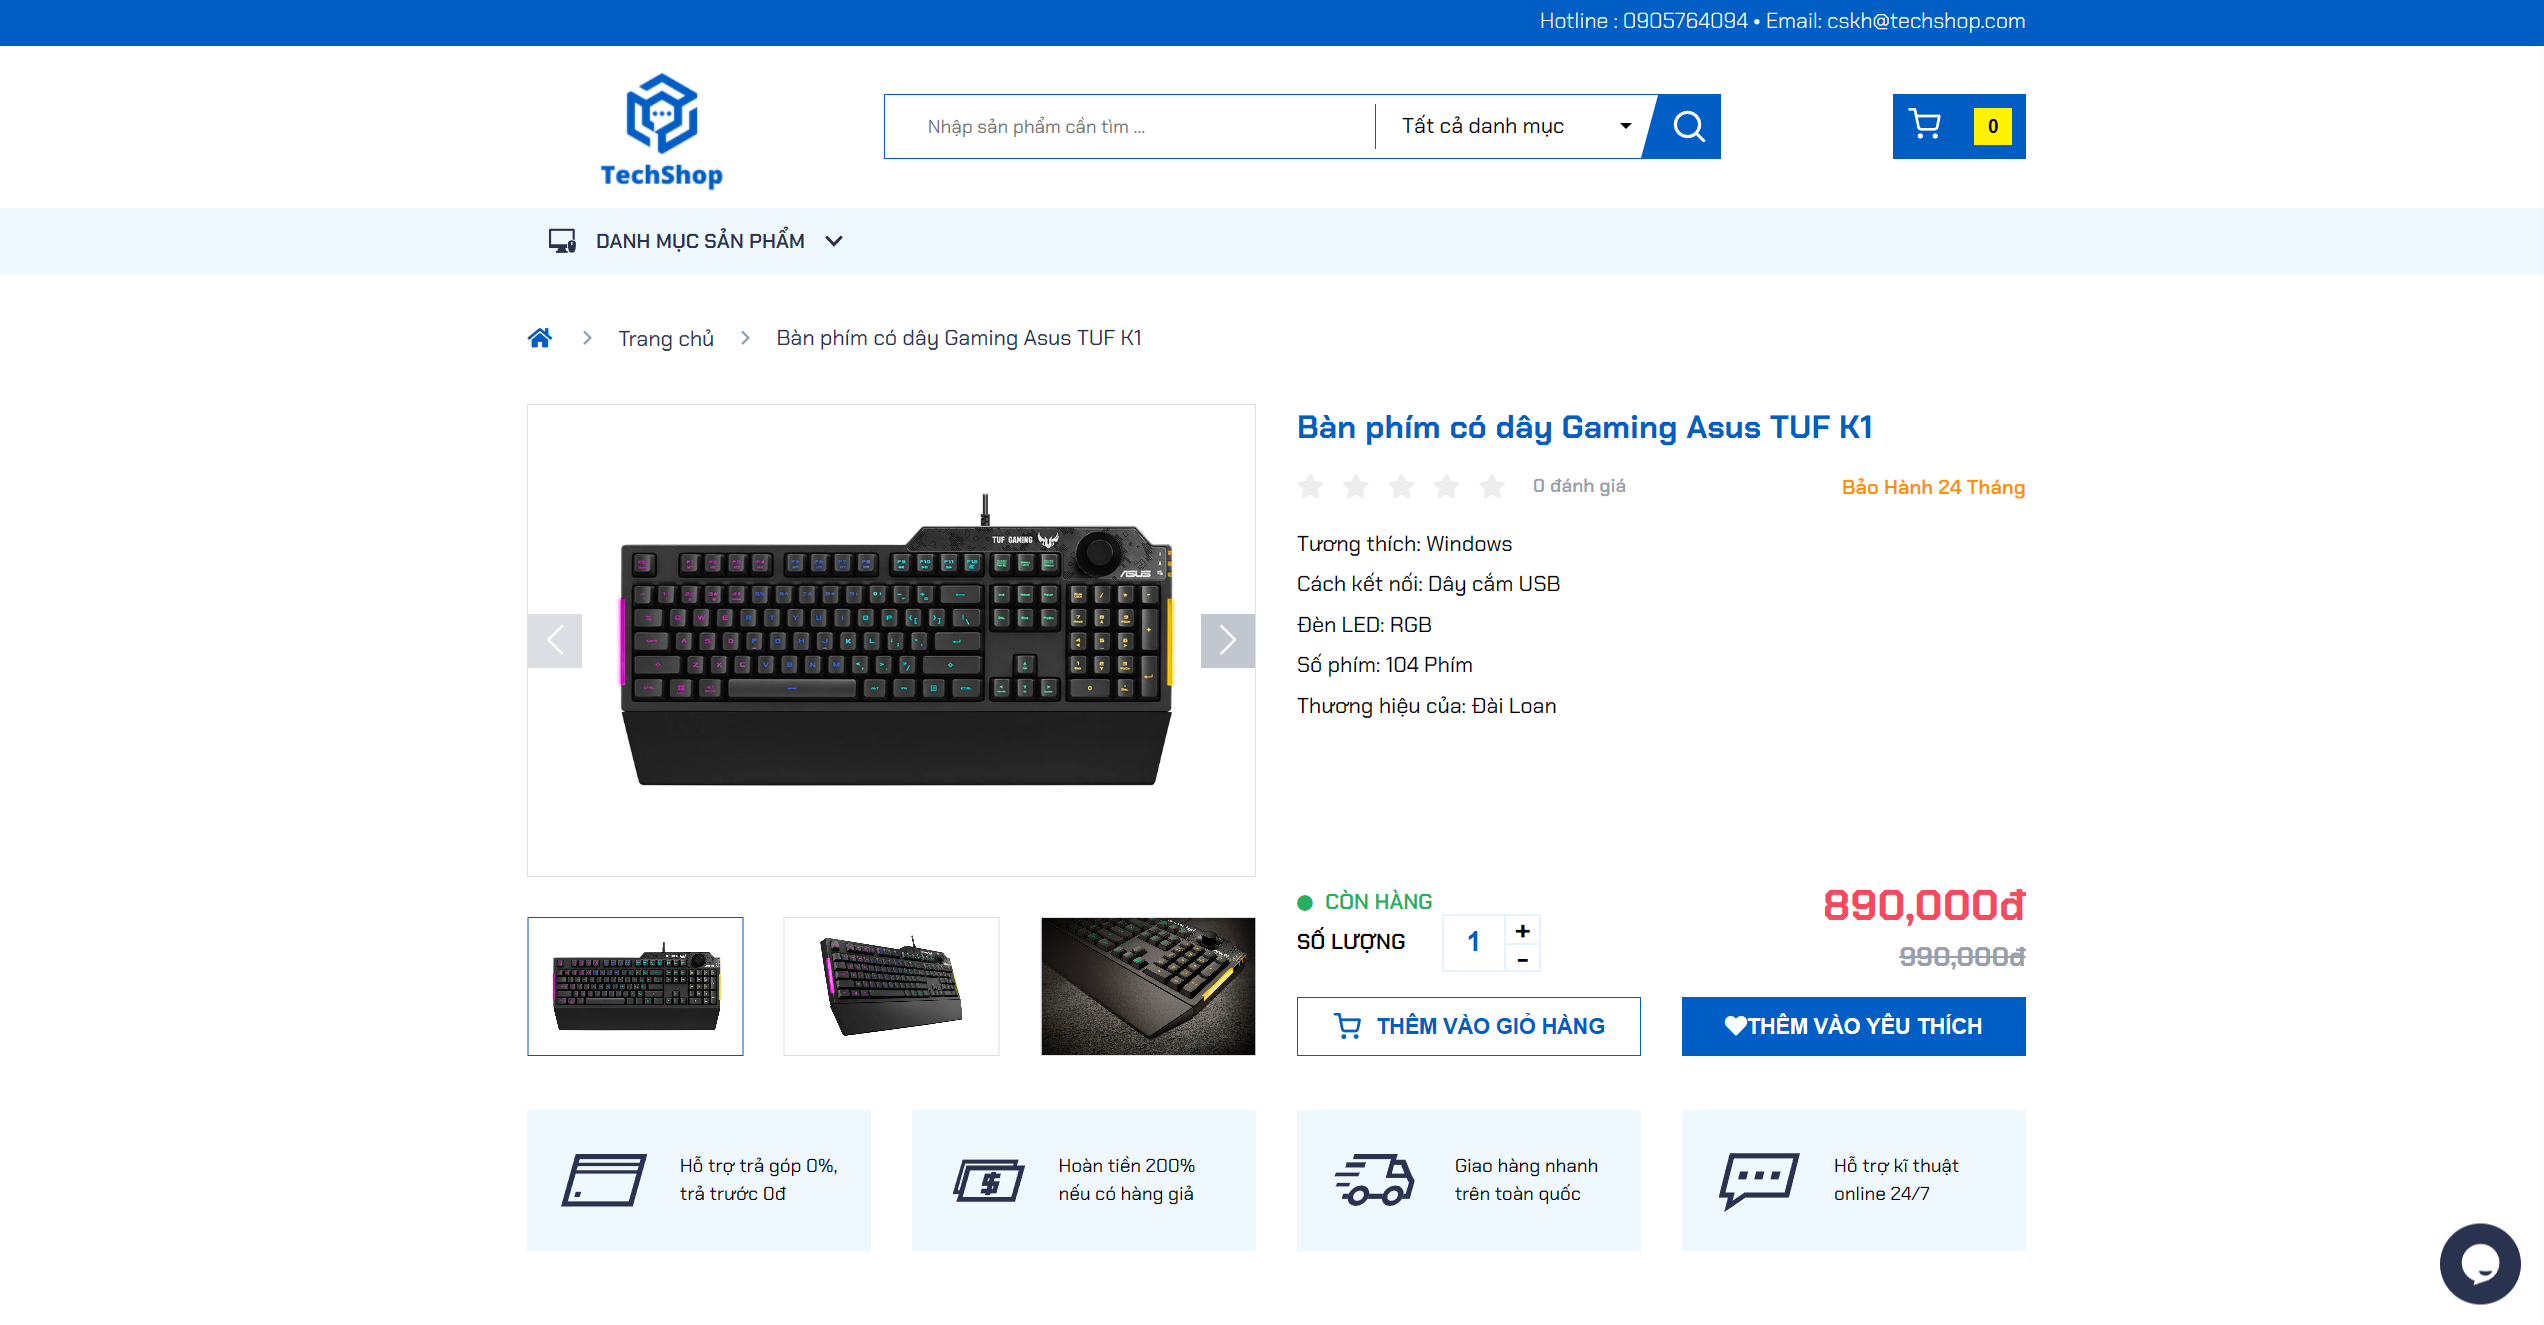 Hotline : 0905764094 • Email: cskh@techshop.com
TechShop
Nhập sản phẩm cần tìm ...
Tất cả danh mục
0
DANH MỤC SẢN PHẨM
Trang chủ
Bàn phím có dây Gaming Asus TUF K1
TUF GAMING
ASUS
Bàn phím có dây Gaming Asus TUF K1
0 đánh giá
Bảo Hành 24 Tháng
Tương thích: Windows
Cách kết nối: Dây cắm USB
Đèn LED: RGB
Số phím: 104 Phím
Thương hiệu của: Đài Loan
CÒN HÀNG
890,000đ
SỐ LƯỢNG
1
+
-
990,000đ
THÊM VÀO GIỎ HÀNG
THÊM VÀO YÊU THÍCH
Hỗ trợ trả góp 0%,
trả trước 0đ
Hoàn tiền 200%
nếu có hàng giả
Giao hàng nhanh
trên toàn quốc
Hỗ trợ kĩ thuật
online 24/7